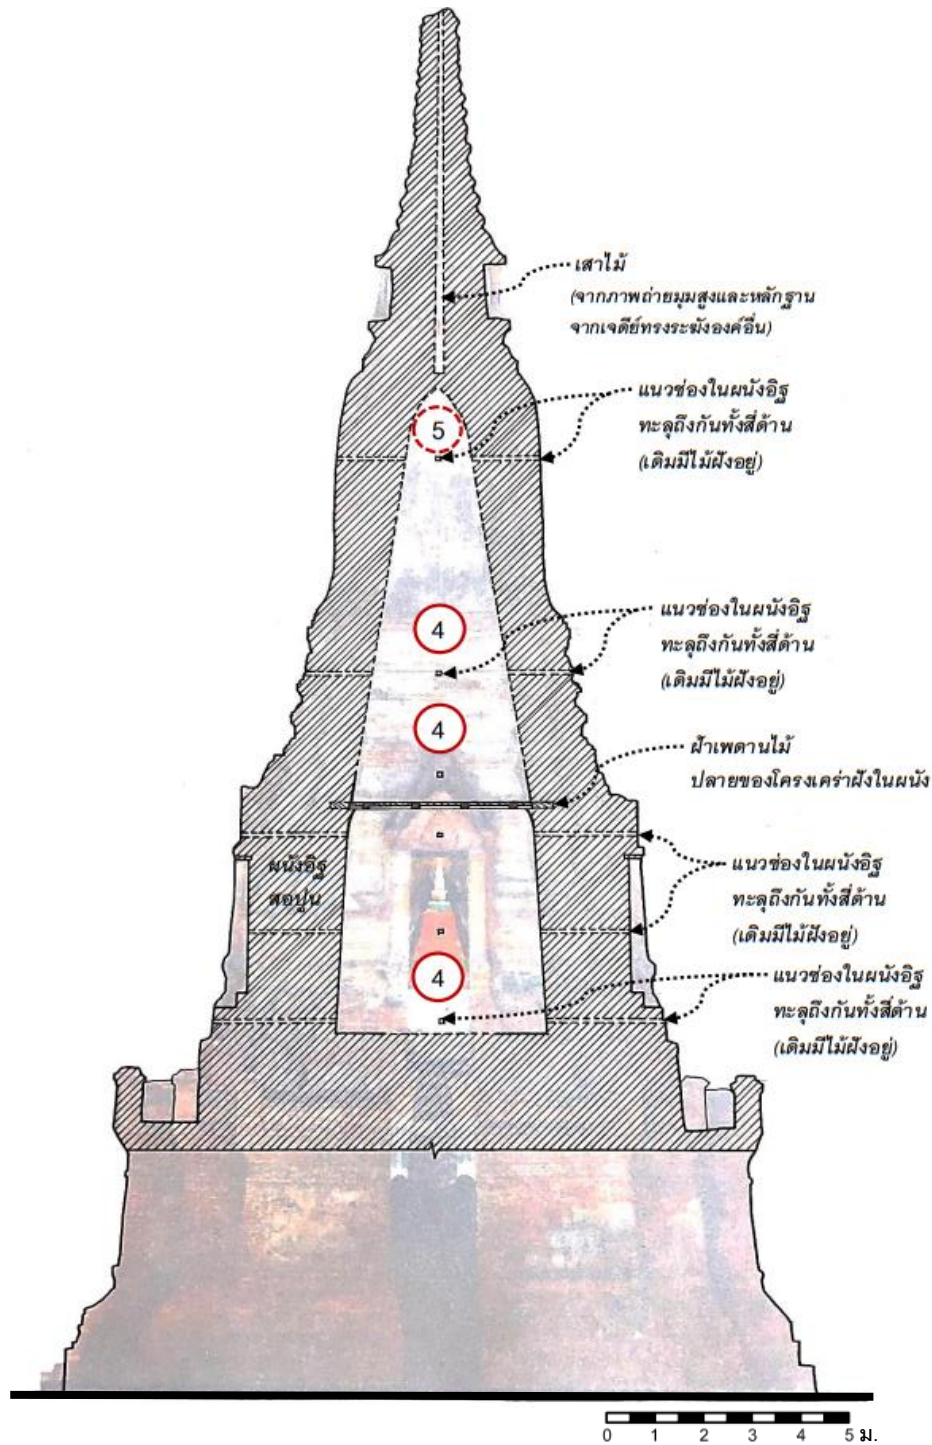 เสาไม้
(จากภาพถ่ายมุมสูงและหลักฐาน
จากเจดีย์ทรงระฆังองค์อื่น)
แนวช่องในผนังอิฐ
ทะลุถึงกันทั้งสี่ด้าน
(เดิมมีไม้ฝังอยู่)
5
แนวช่องในผนังอิฐ
ทะลุถึงกันทั้งสี่ด้าน
(เดิมมีไม้ฝังอยู่)
4
4
ฝ้าเพดานไม้
ปลายของโครงเคร่าฝังในผนัง
แนวช่องในผนังอิฐ
ทะลุถึงกันทั้งสี่ด้าน
(เดิมมีไม้ฝังอยู่)
ผนังอิฐ
สอปูน
4
แนวช่องในผนังอิฐ
ทะลุถึงกันทั้งสี่ด้าน
(เดิมมีไม้ฝังอยู่)
0 1 2 3 4 5 ม.